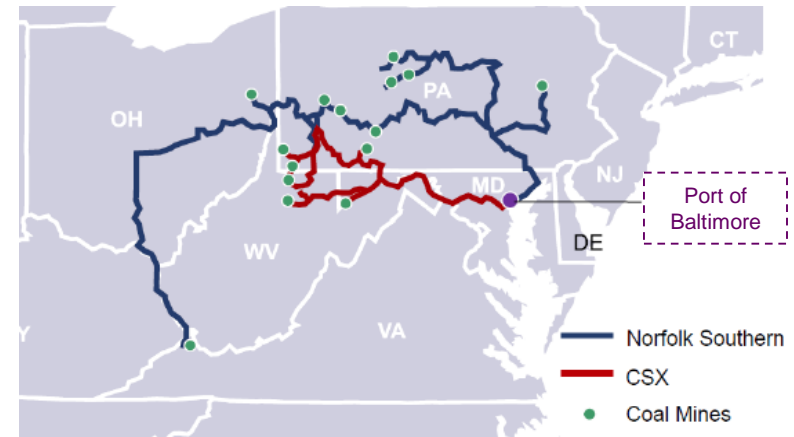 CT
PA
OH
NJ
MD
Port of
Baltimore
DE
WV
VA
Y
Norfolk Southern
CSX
Coal Mines